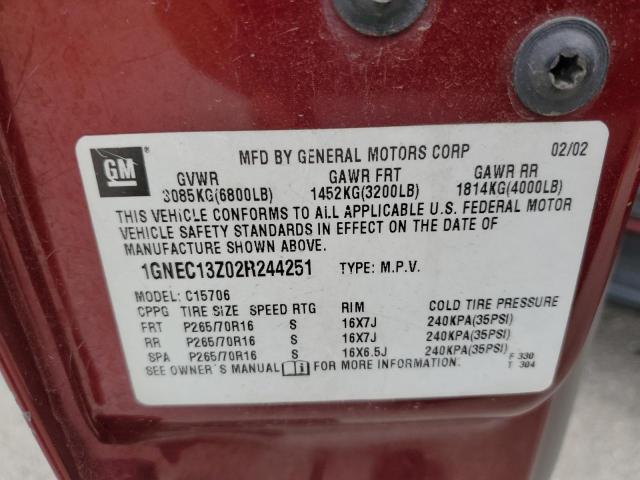 GM ® MFD BY GENERAL MOTORS CORP 02/02
GVWR GAWR FRT GAWR RR
3085KG(6800LB) 1452KG(3200LB) 1814KG(4000LB)
THIS VEHICLE CONFORMS TO ALL APPLICABLE U.S. FEDERAL MOTOR
VEHICLE SAFETY STANDARDS IN EFFECT ON THE DATE OF
MANUFACTURE SHOWN ABOVE.
1GNEC13Z02R244251 TYPE: M.P.V.
MODEL: C15706
CPPG TIRE SIZE SPEED RTG RIM COLD TIRE PRESSURE
FRT P265/70R16 S 16X7J 240KPA(35PSI)
RR P265/70R16 S 16X7J 240KPA(35PSI)
SPA P265/70R16 S 16X6.5J 240KPA(35PSI) F 330
SEE OWNER'S MANUAL i FOR MORE INFORMATION. T 304